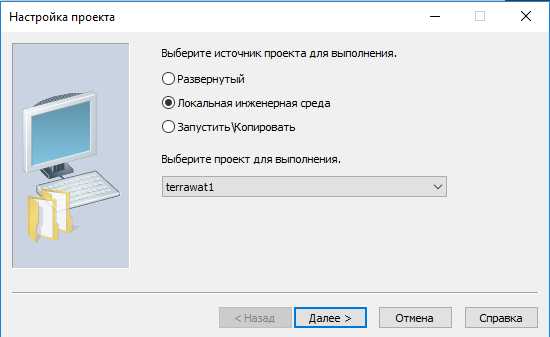 Настройка проекта
Выберите источник проекта для выполнения.
Развернутый
Локальная инженерная среда
Запустить\Копировать
Выберите проект для выполнения.
terrawat1
< Назад
Далее >
Отмена
Справка